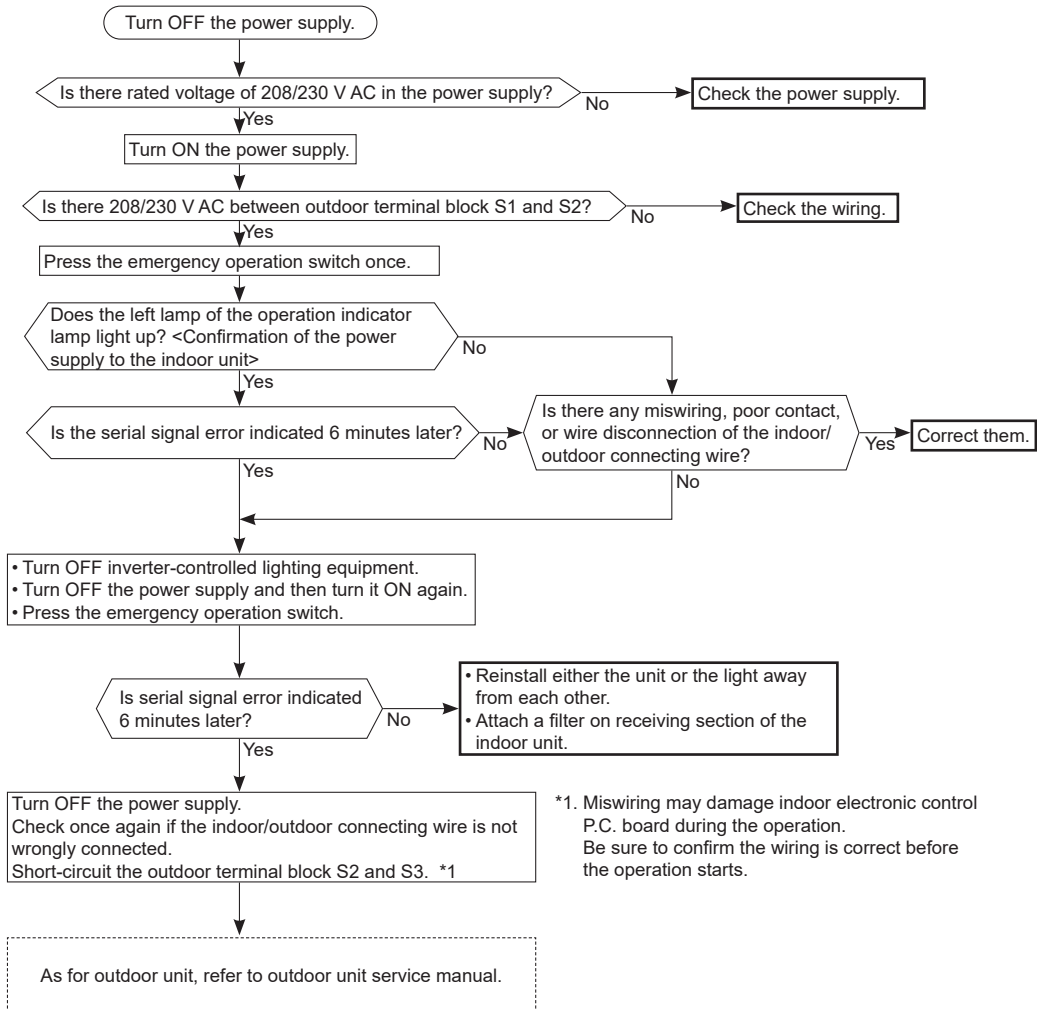 Turn OFF the power supply.
Is there rated voltage of 208/230 V AC in the power supply?
No
Check the power supply.
Yes
Turn ON the power supply.
Is there 208/230 V AC between outdoor terminal block S1 and S2?
No
Check the wiring.
Yes
Press the emergency operation switch once.
Does the left lamp of the operation indicator
lamp light up? <Confirmation of the power
supply to the indoor unit>
No
Yes
Is the serial signal error indicated 6 minutes later?
No
Is there any miswiring, poor contact,
or wire disconnection of the indoor/
outdoor connecting wire?
Yes
Correct them.
Yes
No
• Turn OFF inverter-controlled lighting equipment.
• Turn OFF the power supply and then turn it ON again.
• Press the emergency operation switch.
Is serial signal error indicated
6 minutes later?
No
• Reinstall either the unit or the light away
from each other.
• Attach a filter on receiving section of the
indoor unit.
Yes
Turn OFF the power supply.
Check once again if the indoor/outdoor connecting wire is not
wrongly connected.
Short-circuit the outdoor terminal block S2 and S3. *1
*1. Miswiring may damage indoor electronic control
P.C. board during the operation.
Be sure to confirm the wiring is correct before
the operation starts.
As for outdoor unit, refer to outdoor unit service manual.